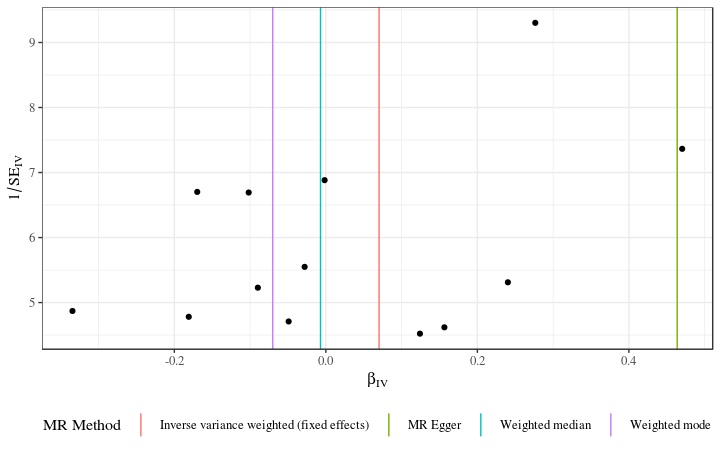 9
8
7
6
5
1/SE_IV
-0.2 0.0 0.2 0.4
β_IV
MR Method Inverse variance weighted (fixed effects) MR Egger Weighted median Weighted mode